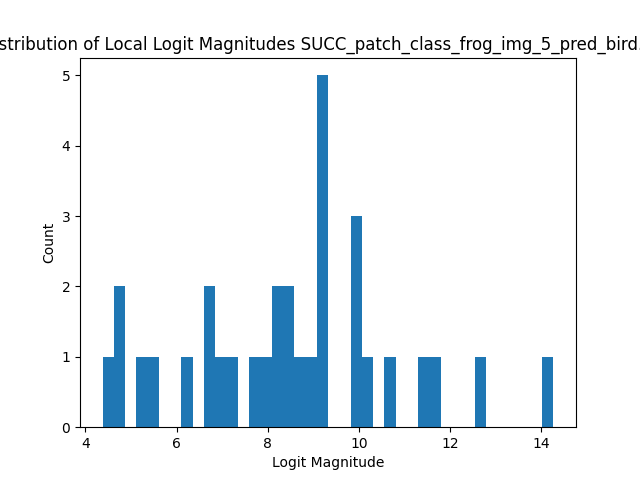 stribution of Local Logit Magnitudes SUCC_patch_class_frog_img_5_pred_bird.
5
4
3
2
1
0
Count
4 6 8 10 12 14
Logit Magnitude